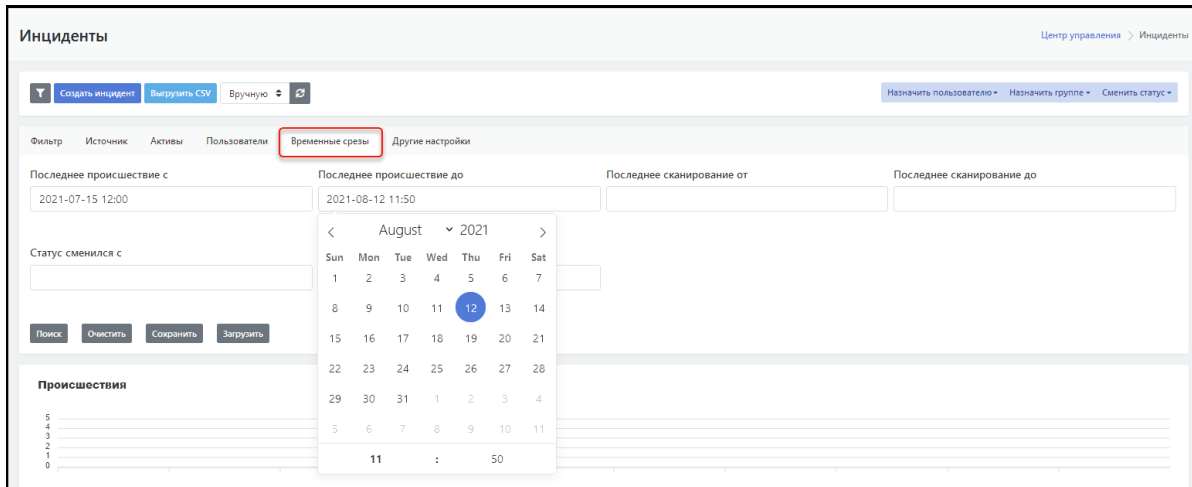 Инциденты
Центр управления > Инциденты
Создать инцидент Выгрузить CSV Вручную Назначить пользователю Назначить группе Сменить статус
Фильтр Источник Активы Пользователи Временные срезы Другие настройки
Последнее происшествие с Последнее происшествие до Последнее сканирование от Последнее сканирование до
2021-07-15 12:00 2021-08-12 11:50
August 2021
Статус сменился с
Sun Mon Tue Wed Thu Fri Sat
1 2 3 4 5 6 7
8 9 10 11 12 13 14
Поиск Очистить Сохранить Загрузить
15 16 17 18 19 20 21
22 23 24 25 26 27 28
Происшествия
29 30 31 1 2 3 4
5 6 7 8 9 10 11
5
4
3
2
1
0
11 : 50